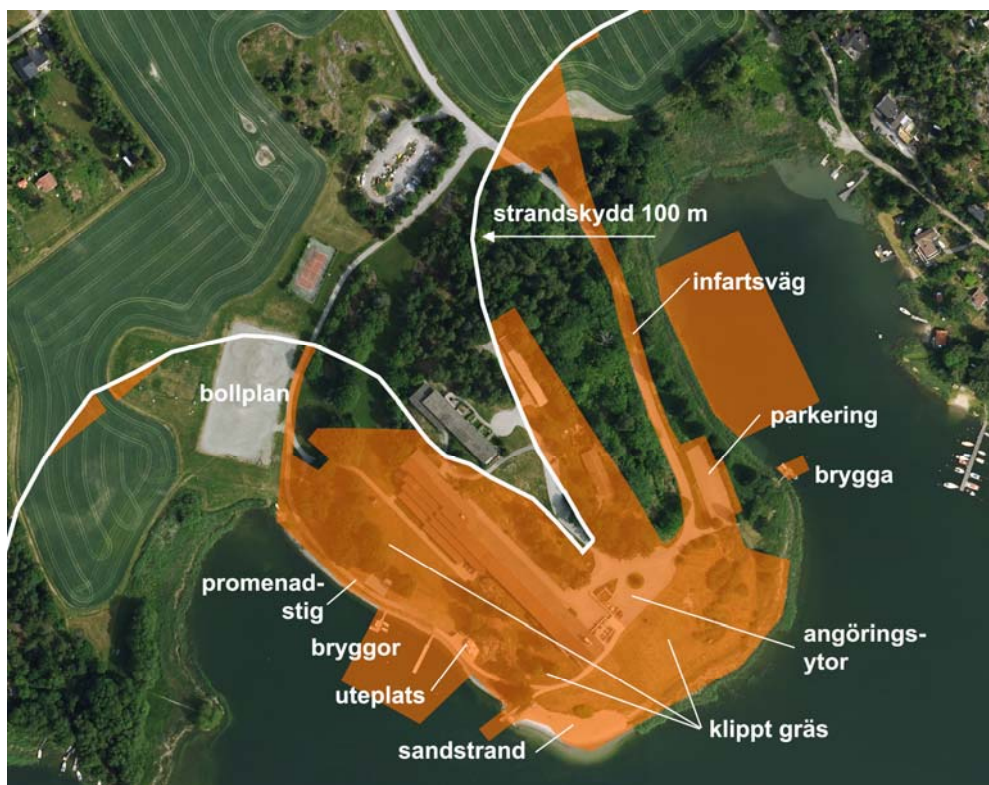 strandskydd 100 m
infartsväg
bollplan
parkering
brygga
promenad-
stig
bryggor
uteplats
angörings-
ytor
klippt gräs
sandstrand